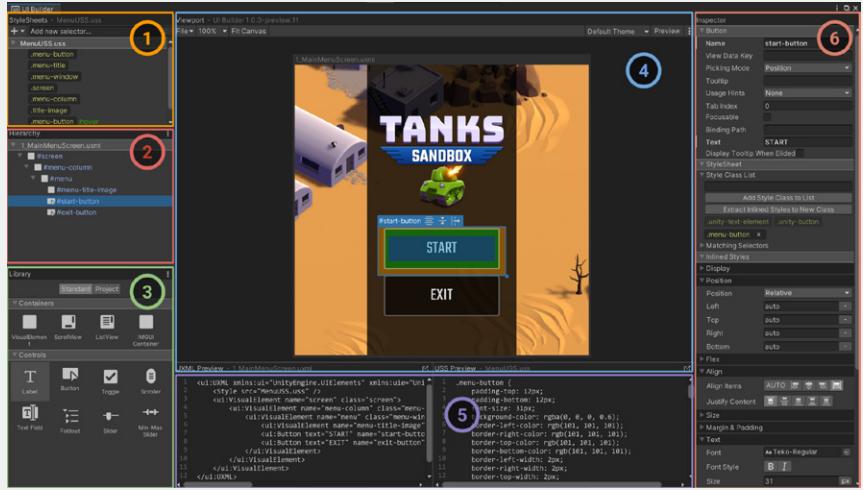 UI Builder
StyleSheets - MenuUSS.uss
+ Add new selector...
MenuUSS.uss
.menu-button
.menu-title
.menu-window
.screen
.menu-column
.title-image
.menu-button :hover
1
Hierarchy
1_MainMenuScreen.uxml
#screen
#menu-column
#menu
#menu-title-image
#start-button
#exit-button
2
Library
Standard Project
Containers
VisualElement
ScrollView
ListView
IMGUI Container
Controls
Label
Button
Toggle
Scroller
Text Field
Foldout
Slider
Min-Max Slider
3
Viewport - UI Builder 1.0.0-preview.11
File 100% Fit Canvas
Default Theme Preview
1_MainMenuScreen.uxml
4
TANKS
SANDBOX
#start-button
START
EXIT
UXML Preview - 1_MainMenuScreen.uxml
1 <ui:UXML xmlns:ui="UnityEngine.UIElements" xmlns:uie="Uni
2 <Style src="MenuUSS.uss" />
3 <ui:VisualElement name="screen" class="screen">
4 <ui:VisualElement name="menu-column" class="menu-
5 <ui:VisualElement name="menu" class="menu-win
6 <ui:VisualElement name="menu-title-image"
7 <ui:Button text="START" name="start-butto
8 <ui:Button text="EXIT" name="exit-button"
9 </ui:VisualElement>
10 </ui:VisualElement>
11 </ui:VisualElement>
12 </ui:UXML>
USS Preview - MenuUSS.uss
1 .menu-button {
2 padding-top: 12px;
3 padding-bottom: 12px;
4 font-size: 31px;
5 background-color: rgba(0, 0, 0, 0.6);
6 border-left-color: rgb(101, 101, 101);
7 border-right-color: rgb(101, 101, 101);
8 border-top-color: rgb(101, 101, 101);
9 border-bottom-color: rgb(101, 101, 101);
10 border-left-width: 2px;
11 border-right-width: 2px;
12 border-top-width: 2px;
5
Inspector
Button
6
Name start-button
View Data Key
Picking Mode Position
Tooltip
Usage Hints None
Tab Index 0
Focusable
Binding Path
Text START
Display Tooltip When Elided
StyleSheet
Style Class List
Add Style Class to List
Extract Inlined Styles to New Class
.unity-text-element .unity-button
.menu-button x
Matching Selectors
Inlined Styles
Display
Position
Position Relative
Left auto
Top auto
Right auto
Bottom auto
Flex
Align
Align Items AUTO
Justify Content
Size
Margin & Padding
Text
Font Aa Teko-Regular
Font Style B I
Size 31 px